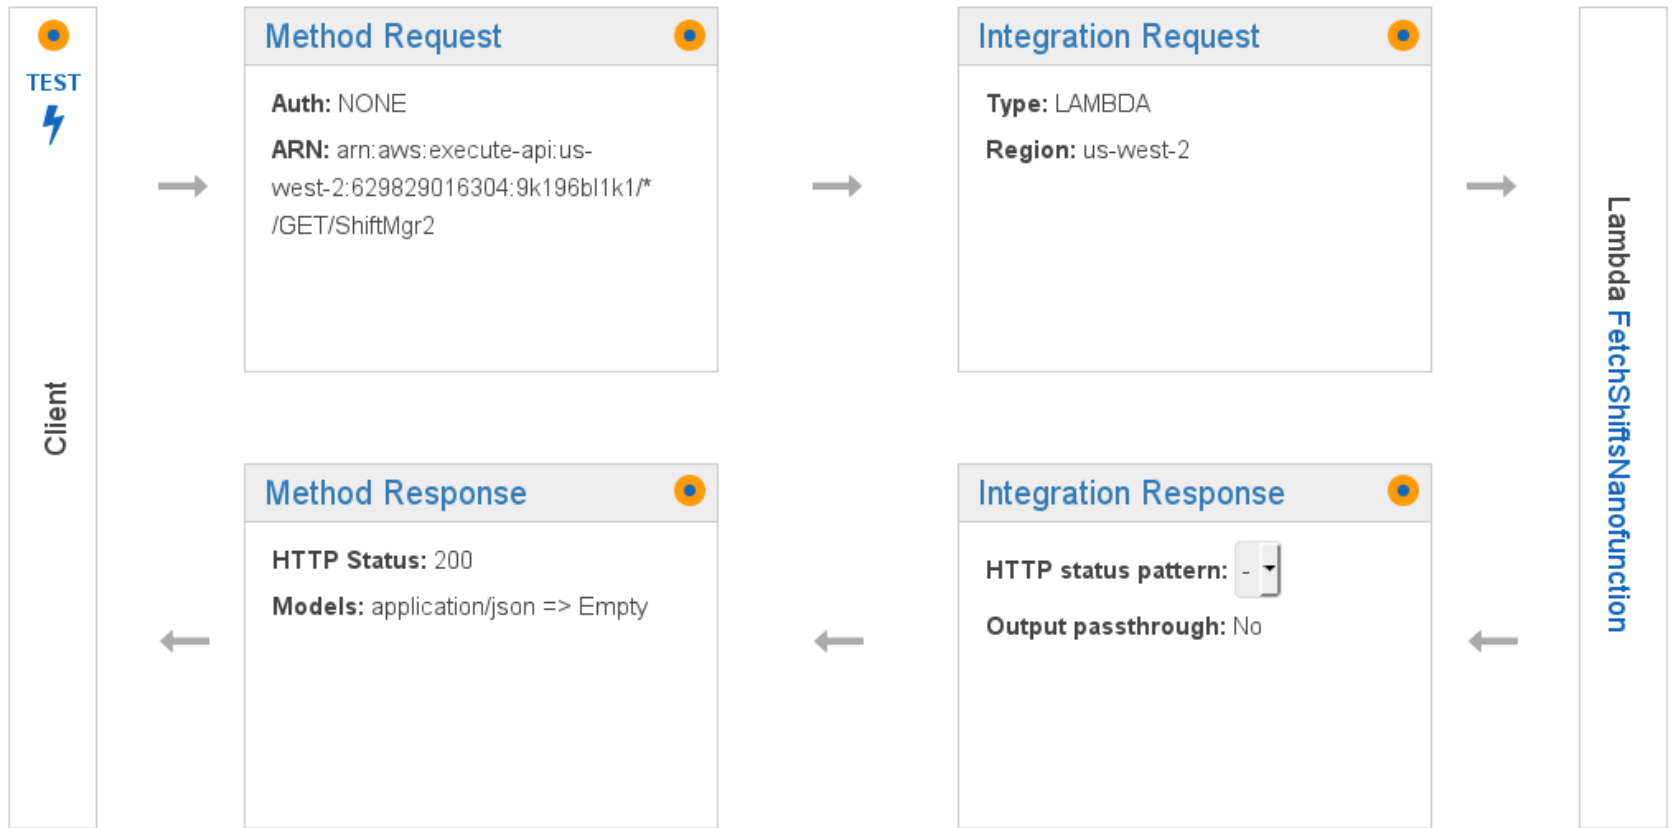 TEST
Client
Method Request
Auth: NONE
ARN: arn:aws:execute-api:us-
west-2:629829016304:9k196bl1k1/*
/GET/ShiftMgr2
Integration Request
Type: LAMBDA
Region: us-west-2
Lambda FetchShiftsNanofunction
Method Response
HTTP Status: 200
Models: application/json => Empty
Integration Response
HTTP status pattern: -
Output passthrough: No